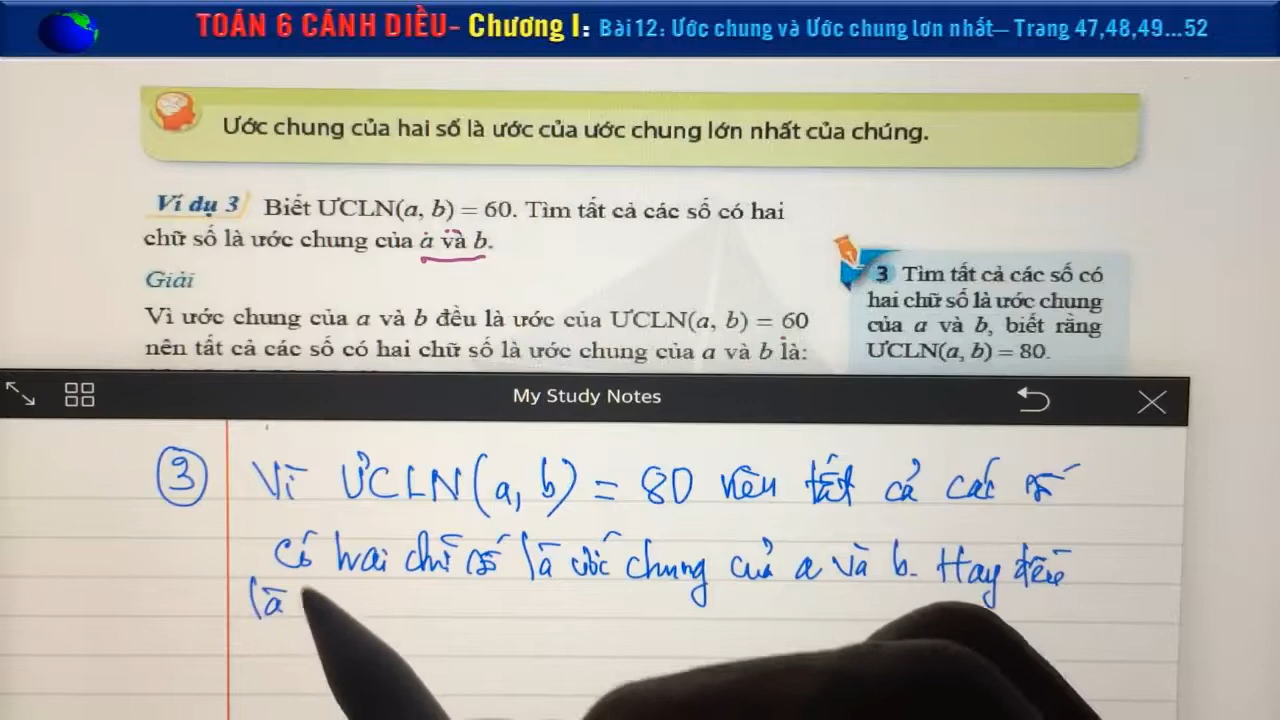 TOÁN 6 CÁNH DIỀU- Chương I: Bài 12: Ước chung và Ước chung lơn nhất– Trang 47,48,49...52
Ước chung của hai số là ước của ước chung lớn nhất của chúng.
Ví dụ 3 Biết ƯCLN(a, b) = 60. Tìm tất cả các số có hai
chữ số là ước chung của a và b.
Giải
Vì ước chung của a và b đều là ước của ƯCLN(a, b) = 60
nên tất cả các số có hai chữ số là ước chung của a và b là:
3 Tìm tất cả các số có
hai chữ số là ước chung
của a và b, biết rằng
ƯCLN(a, b) = 80.
My Study Notes
3 Vì ƯCLN(a, b) = 80 nên tất cả các số
có hai chữ số là ước chung của a và b. Hay đều
là